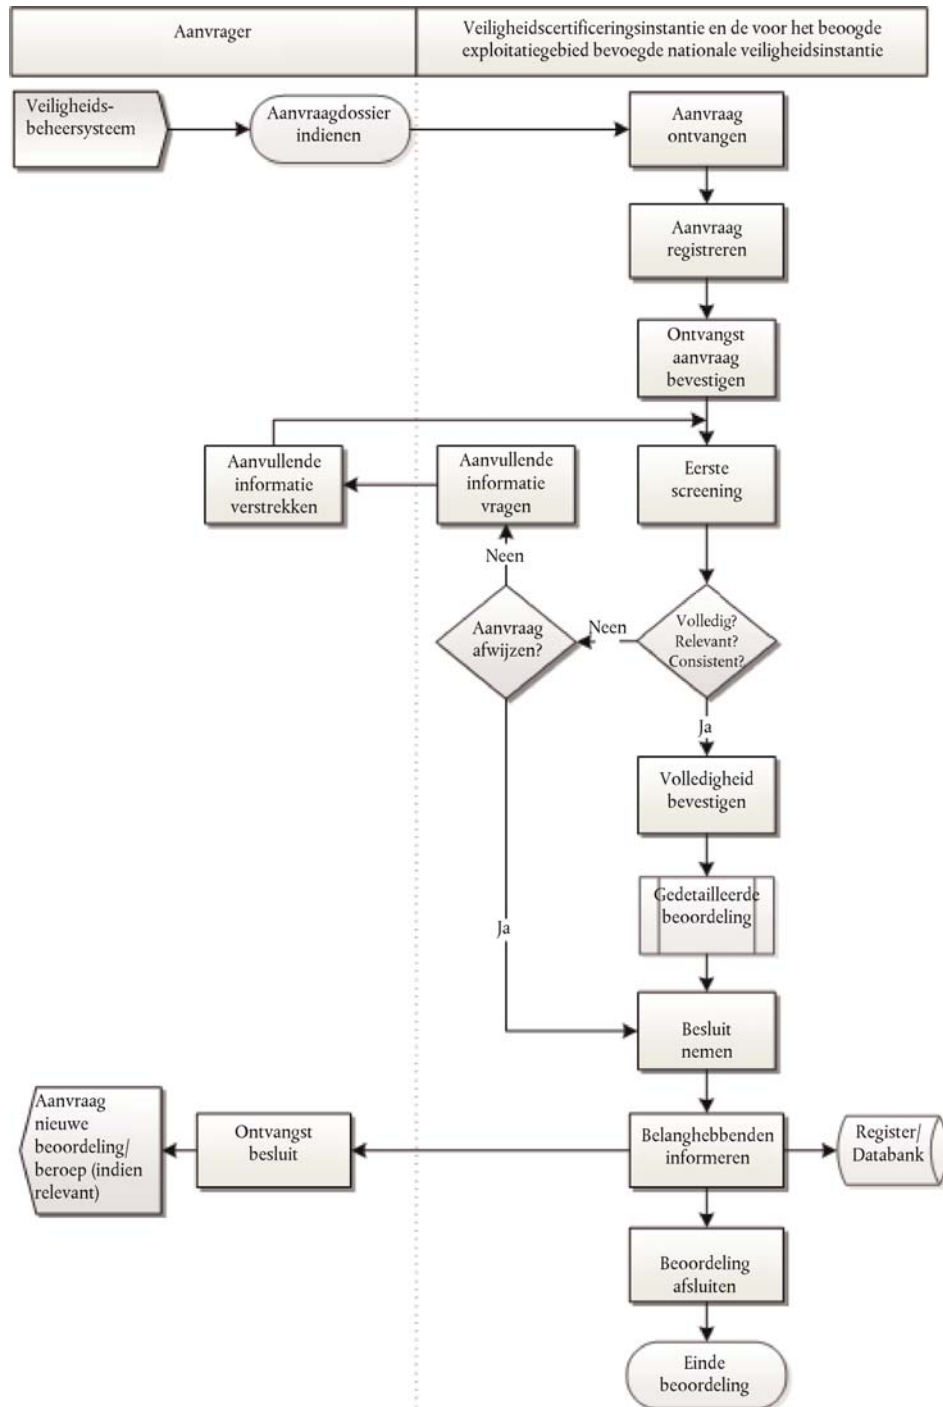 Aanvrager
Veiligheidscertificeringsinstantie en de voor het beoogde
exploitatiegebied bevoegde nationale veiligheidsinstantie
Veiligheids-
beheersysteem
Aanvraagdossier
indienen
Aanvraag
ontvangen
Aanvraag
registreren
Ontvangst
aanvraag
bevestigen
Aanvullende
informatie
verstrekken
Aanvullende
informatie
vragen
Eerste
screening
Neen
Aanvraag
afwijzen?
Neen
Volledig?
Relevant?
Consistent?
Ja
Volledigheid
bevestigen
Gedetailleerde
beoordeling
Ja
Besluit
nemen
Aanvraag
nieuwe
beoordeling/
beroep (indien
relevant)
Ontvangst
besluit
Belanghebbenden
informeren
Register/
Databank
Beoordeling
afsluiten
Einde
beoordeling